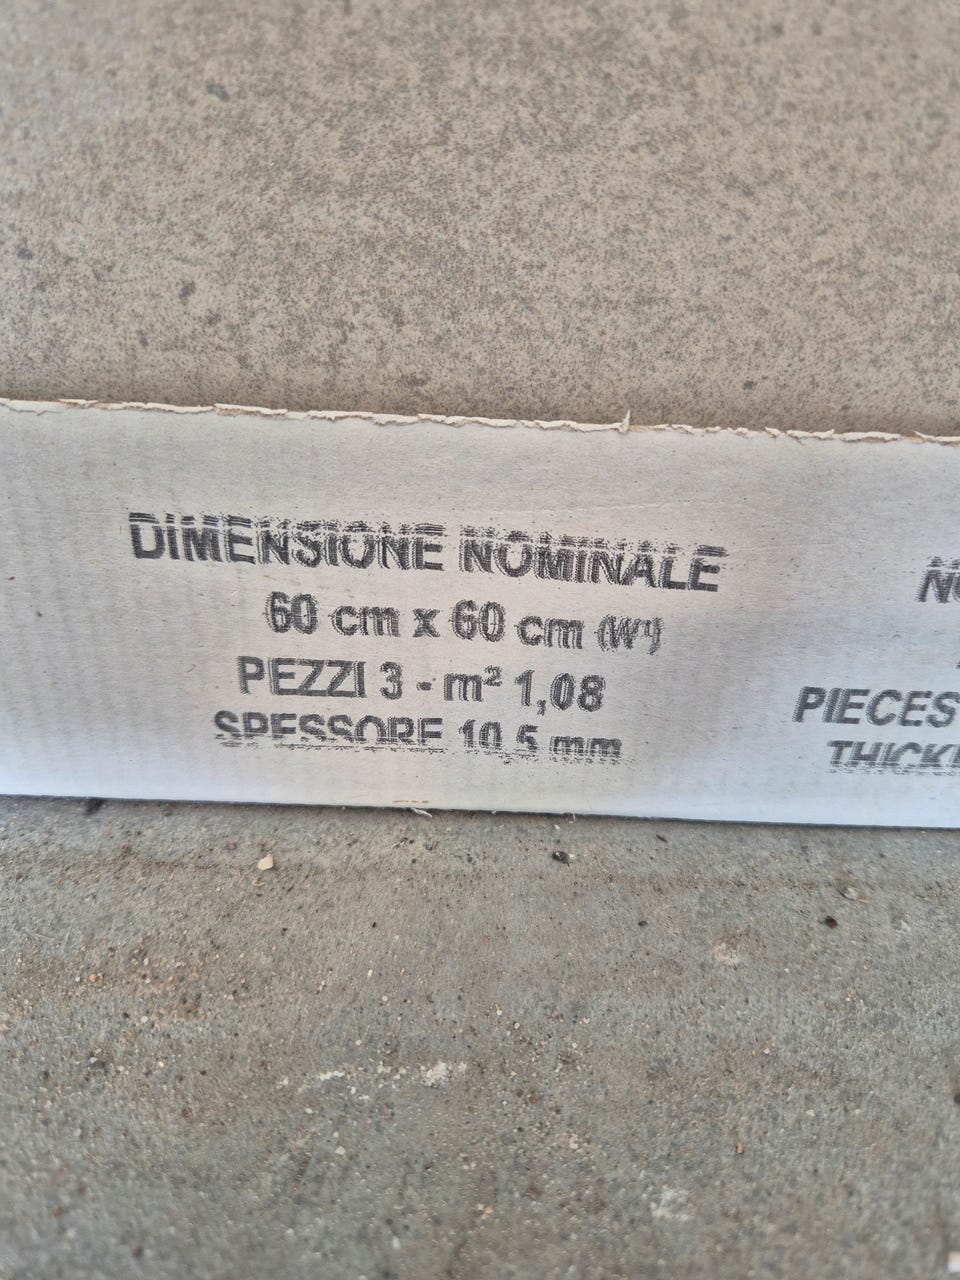 DIMENSIONE NOMINALE
60 cm x 60 cm (W¹)
PEZZI 3 - m² 1,08
SPESSORE 10,5 mm
PIECES